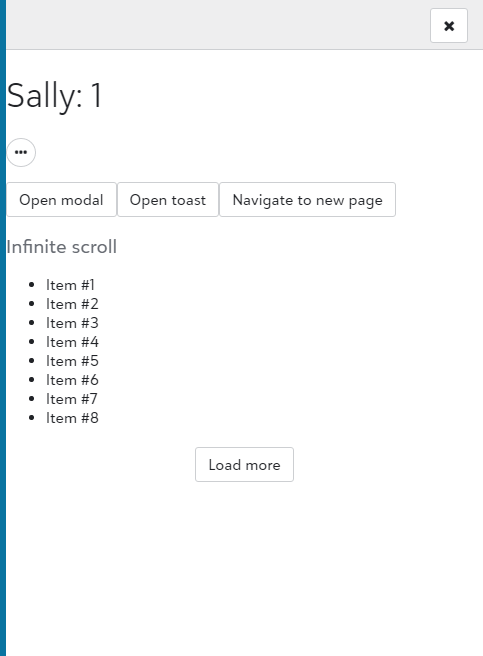 Sally: 1
Open modal Open toast Navigate to new page
Infinite scroll
Item #1
Item #2
Item #3
Item #4
Item #5
Item #6
Item #7
Item #8
Load more